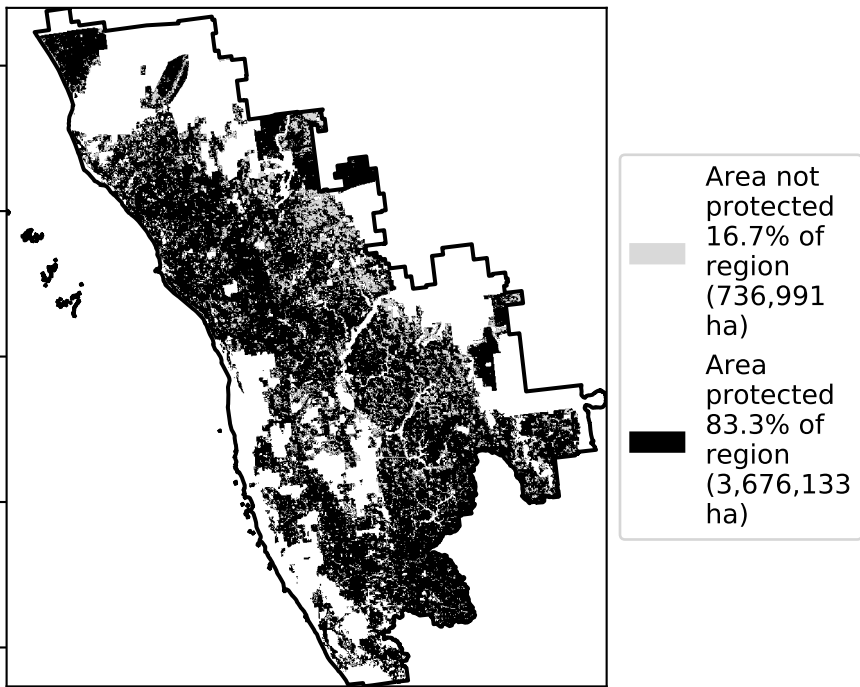 Area not
protected
16.7% of
region
(736,991
ha)
Area
protected
83.3% of
region
(3,676,133
ha)